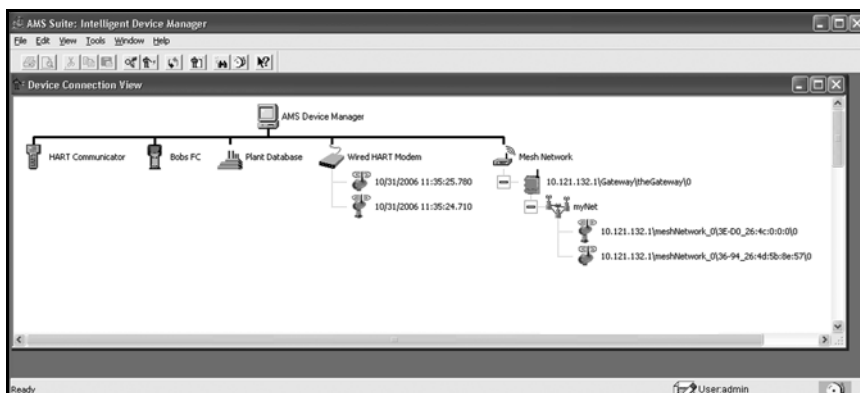 AMS Suite: Intelligent Device Manager
File Edit View Tools Window Help
Device Connection View
AMS Device Manager
HART Communicator
Bobs FC
Plant Database
Wired HART Modem
Mesh Network
10/31/2006 11:35:25.780
10.121.132.1\Gateway\theGateway\0
10/31/2006 11:35:24.710
myNet
10.121.132.1\meshNetwork_0\3E-D0_26:4c:0:0:0\0
10.121.132.1\meshNetwork_0\36-94_26:4d:5b:8e:57\0
Ready
User:admin